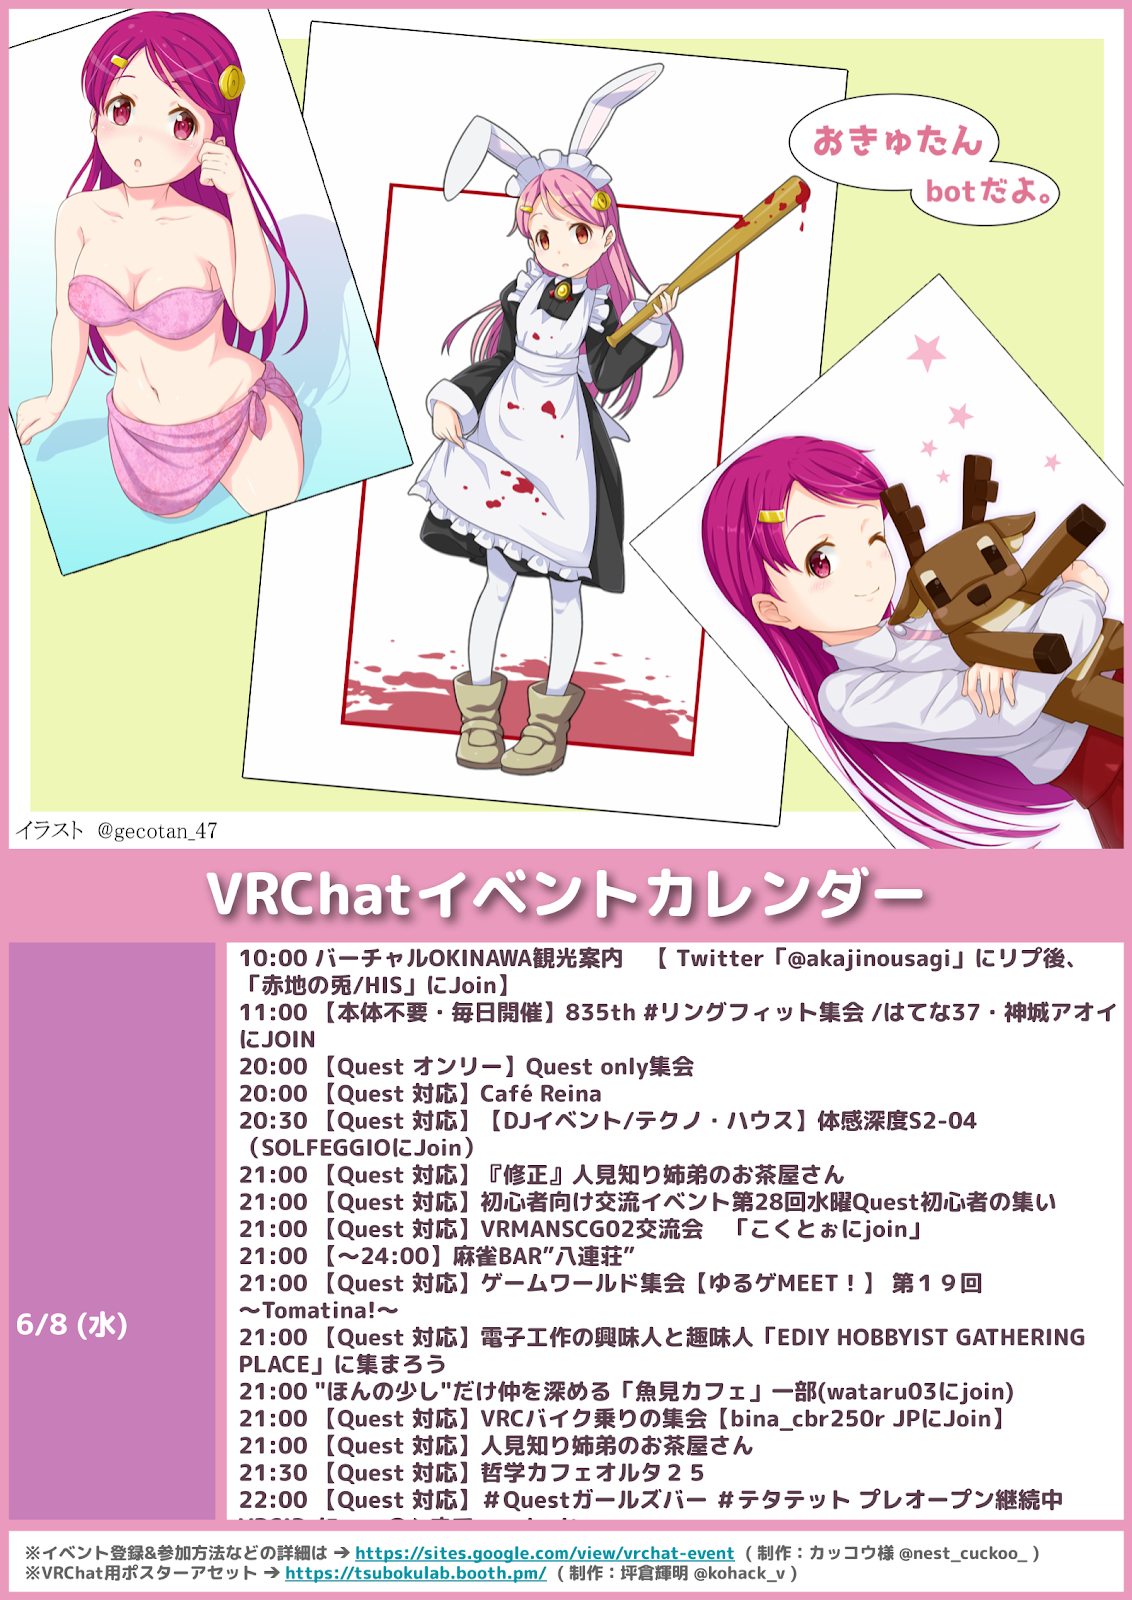 おきゅたん
botだよ。
イラスト @gecotan_47
VRChatイベントカレンダー
6/8 (水)
10:00 バーチャルOKINAWA観光案内　【 Twitter「@akajinousagi」にリプ後、
「赤地の兎/HIS」にJoin】
11:00 【本体不要・毎日開催】835th #リングフィット集会 /はてな37・神城アオイ
にJOIN
20:00 【Quest オンリー】Quest only集会
20:00 【Quest 対応】Café Reina
20:30 【Quest 対応】【DJイベント/テクノ・ハウス】体感深度S2-04
（SOLFEGGIOにJoin）
21:00 【Quest 対応】『修正』人見知り姉弟のお茶屋さん
21:00 【Quest 対応】初心者向け交流イベント第28回水曜Quest初心者の集い
21:00 【Quest 対応】VRMANSCG02交流会　「こくとぉにjoin」
21:00 【～24:00】麻雀BAR”八連荘”
21:00 【Quest 対応】ゲームワールド集会【ゆるゲMEET！】 第１９回
～Tomatina!～
21:00 【Quest 対応】電子工作の興味人と趣味人「EDIY HOBBYIST GATHERING
PLACE」に集まろう
21:00 "ほんの少し"だけ仲を深める「魚見カフェ」一部(wataru03にjoin)
21:00 【Quest 対応】VRCバイク乗りの集会【bina_cbr250r JPにJoin】
21:00 【Quest 対応】人見知り姉弟のお茶屋さん
21:30 【Quest 対応】哲学カフェオルタ２５
22:00 【Quest 対応】＃Questガールズバー ＃テタテット プレオープン継続中
※イベント登録&参加方法などの詳細は ➔ https://sites.google.com/view/vrchat-event ( 制作：カッコウ様 @nest_cuckoo_ )
※VRChat用ポスターアセット ➔ https://tsubokulab.booth.pm/ ( 制作：坪倉輝明 @kohack_v )